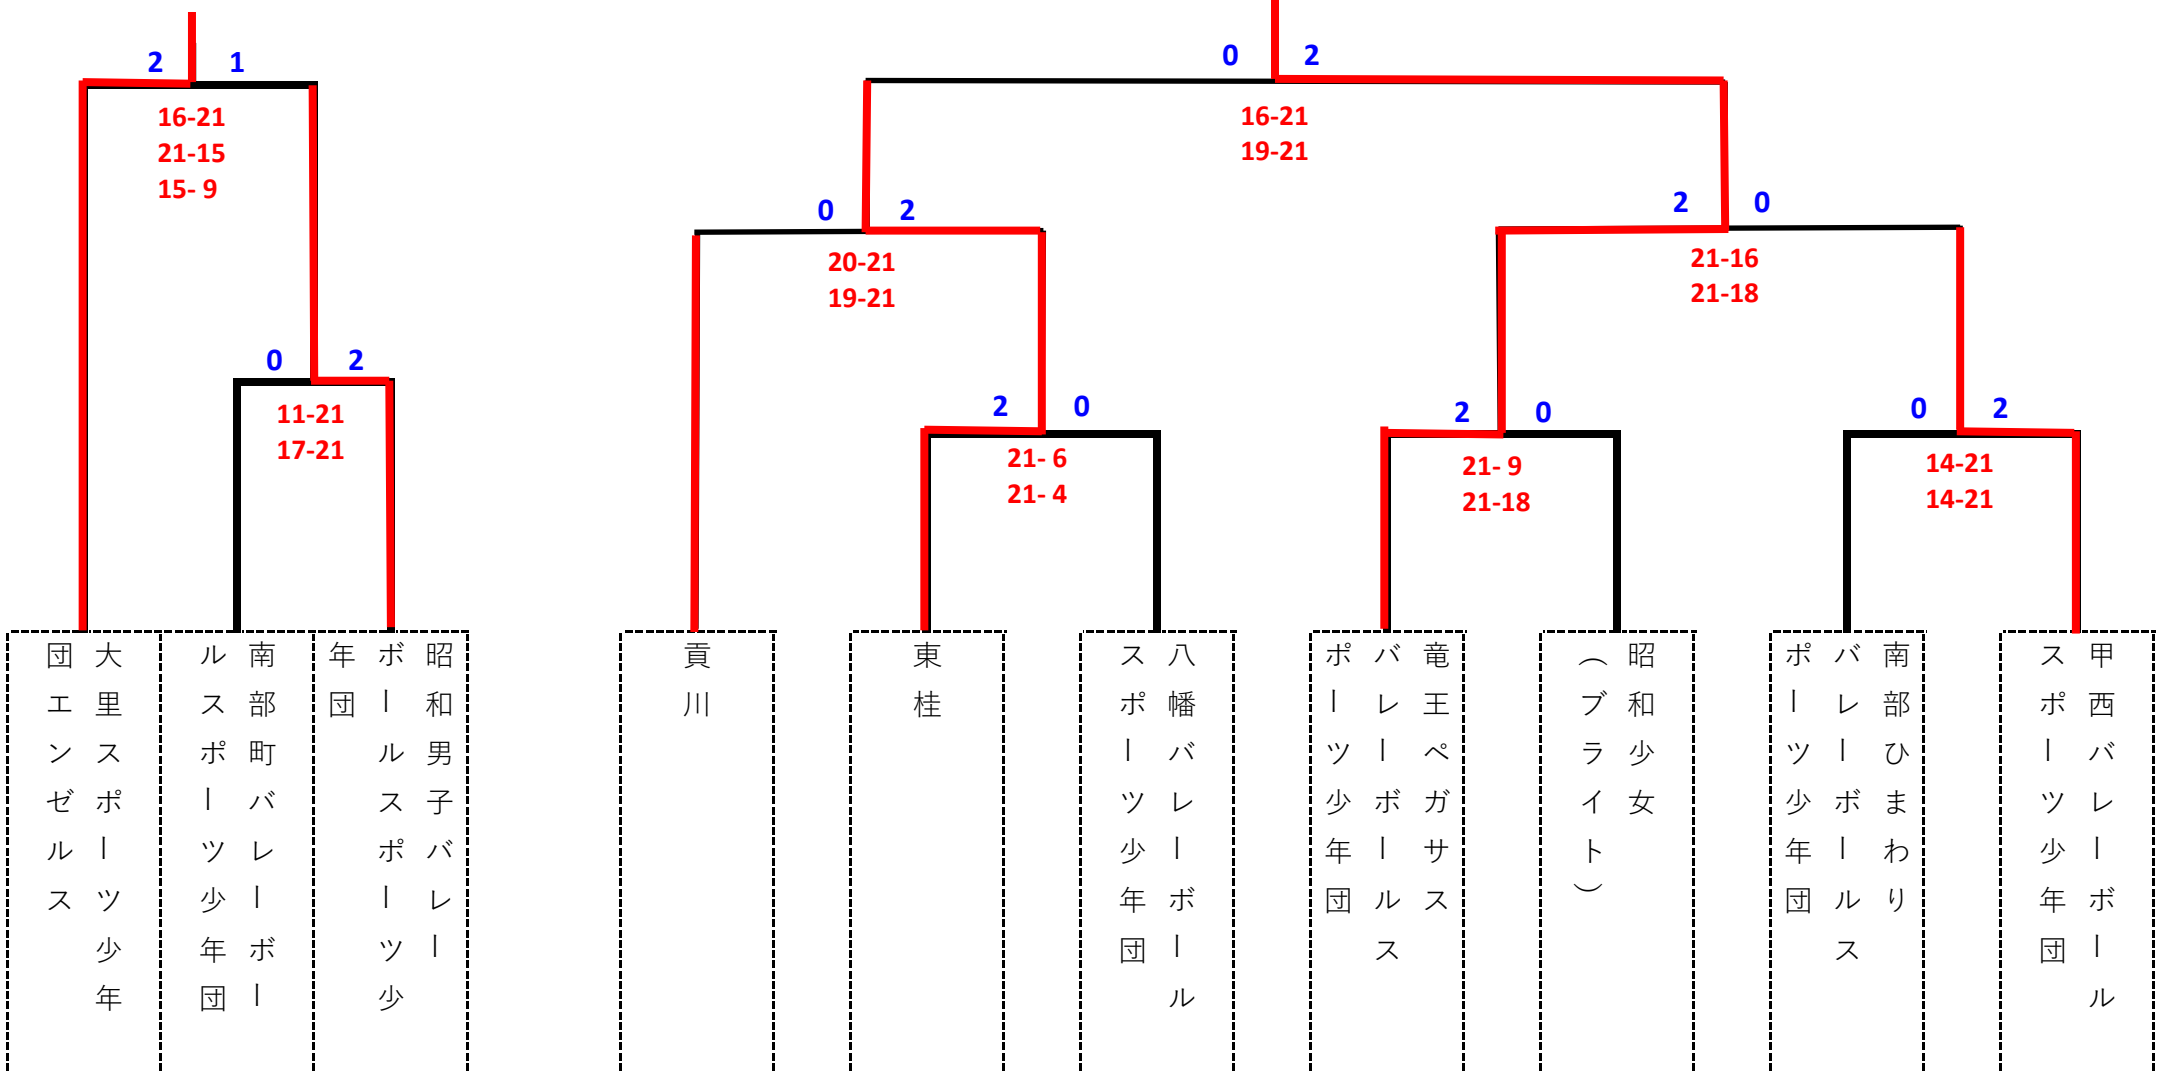 2 1
16-21
21-15
15- 9
0 2
11-21
17-21
0 2
16-21
19-21
0 2
20-21
19-21
2 0
21-16
21-18
2 0
21- 6
21- 4
2 0
21- 9
21-18
0 2
14-21
14-21
大里スポーツ少年
団エンゼルス
南部町バレーボー
ルスポーツ少年団
昭和男子バレー
ボールスポーツ少
年団
貢川
東桂
八幡バレーボール
スポーツ少年団
竜王ペガサス
バレーボールス
ポーツ少年団
昭和少女
（ブライト）
南部ひまわり
バレーボールス
ポーツ少年団
甲西バレーボール
スポーツ少年団